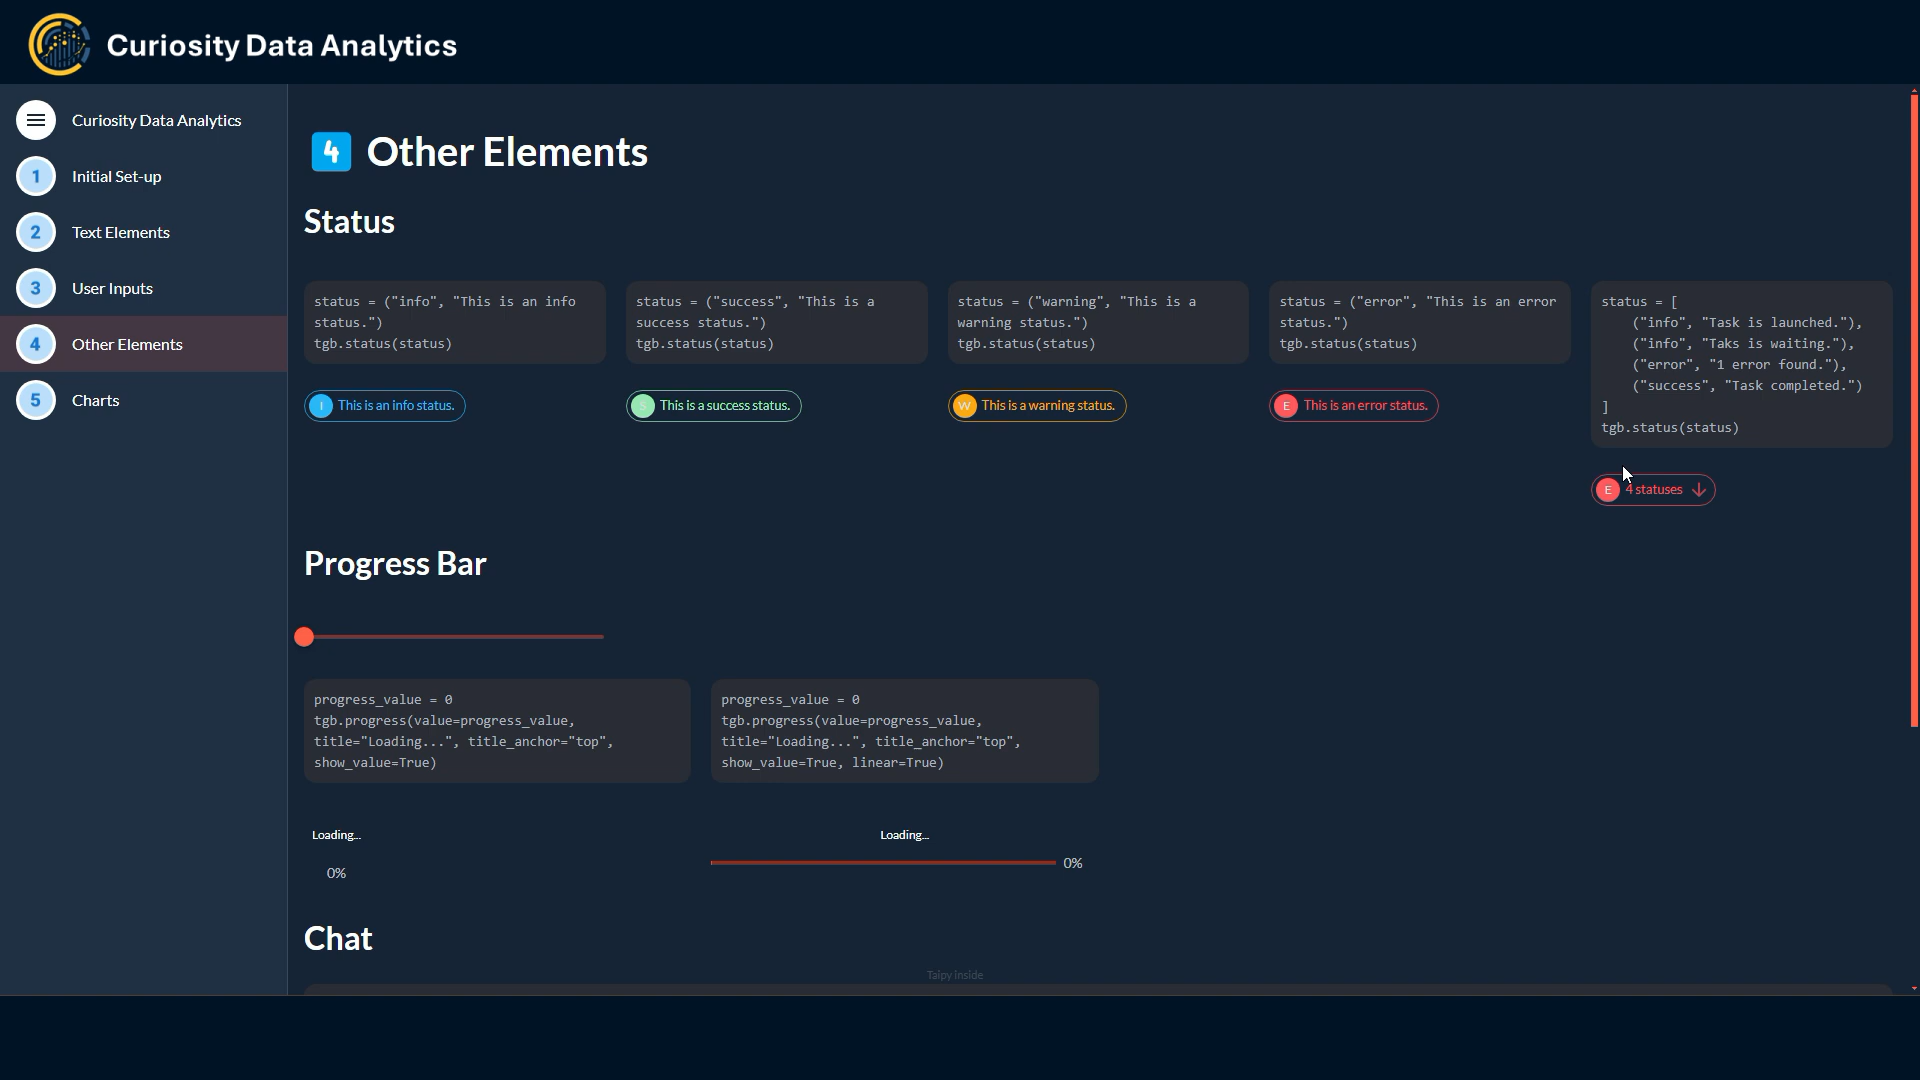 Curiosity Data Analytics
Curiosity Data Analytics
1 Initial Set-up
2 Text Elements
3 User Inputs
4 Other Elements
5 Charts
4 Other Elements
Status
status = ("info", "This is an info
status.")
tgb.status(status)
I This is an info status.
status = ("success", "This is a
success status.")
tgb.status(status)
S This is a success status.
status = ("warning", "This is a
warning status.")
tgb.status(status)
W This is a warning status.
status = ("error", "This is an error
status.")
tgb.status(status)
E This is an error status.
status = [
    ("info", "Task is launched."),
    ("info", "Taks is waiting."),
    ("error", "1 error found."),
    ("success", "Task completed.")
]
tgb.status(status)
E 4 statuses
Progress Bar
progress_value = 0
tgb.progress(value=progress_value,
title="Loading...", title_anchor="top",
show_value=True)
Loading...
0%
progress_value = 0
tgb.progress(value=progress_value,
title="Loading...", title_anchor="top",
show_value=True, linear=True)
Loading...
0%
Chat
Taipy inside